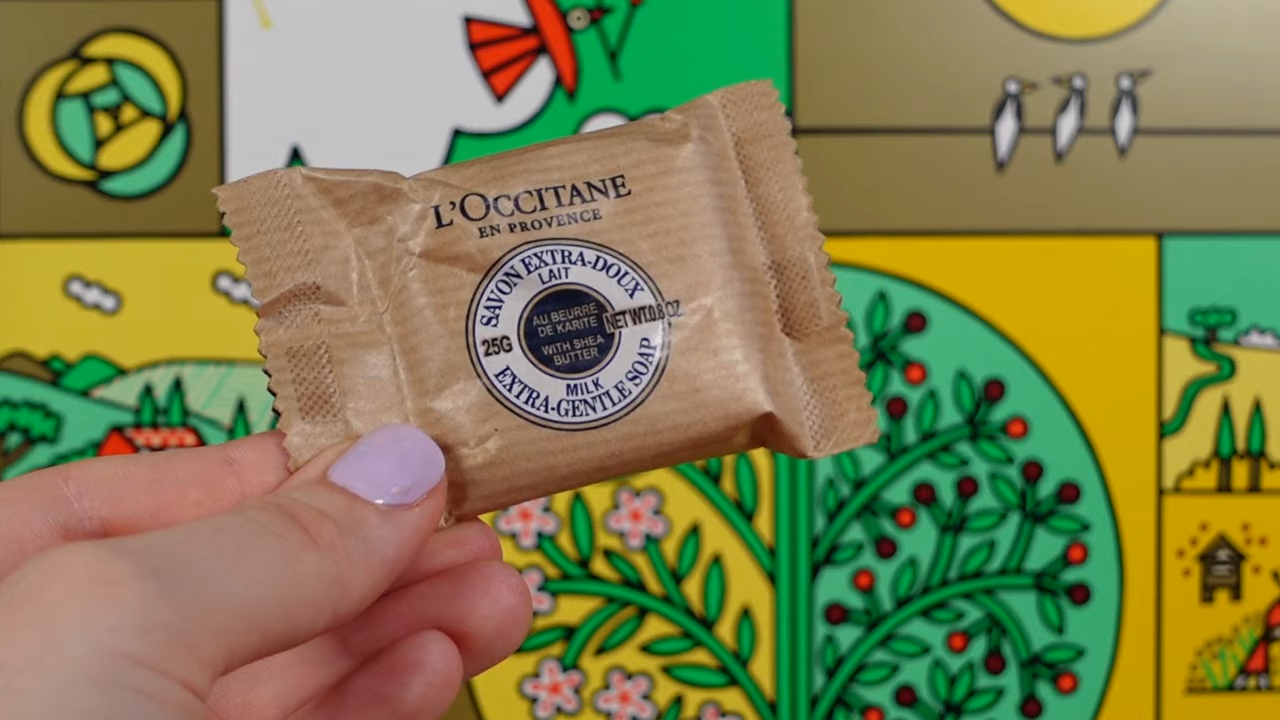 L'OCCITANE
EN PROVENCE
SAVON EXTRA-DOUX
LAIT
AU BEURRE
DE KARITE
25G
NET WT.0.8 OZ
WITH SHEA
BUTTER
MILK
EXTRA-GENTLE SOAP